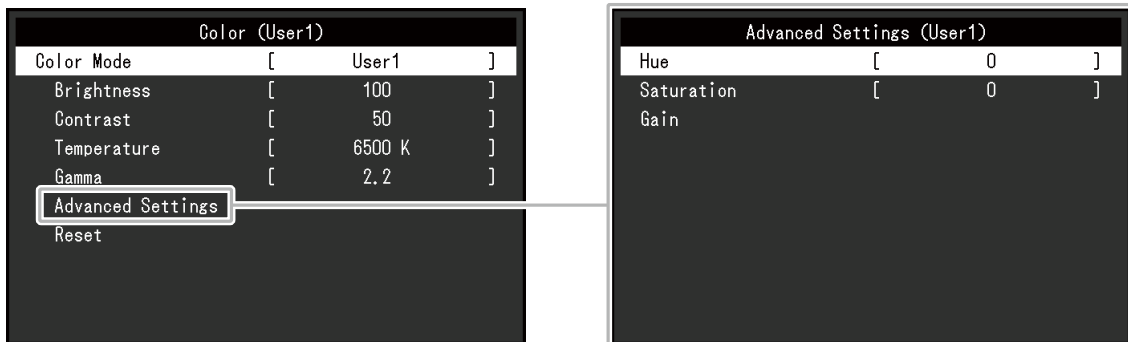 Color (User1)
Color Mode [ User1 ]
Brightness [ 100 ]
Contrast [ 50 ]
Temperature [ 6500 K ]
Gamma [ 2.2 ]
Advanced Settings
Reset
Advanced Settings (User1)
Hue [ 0 ]
Saturation [ 0 ]
Gain